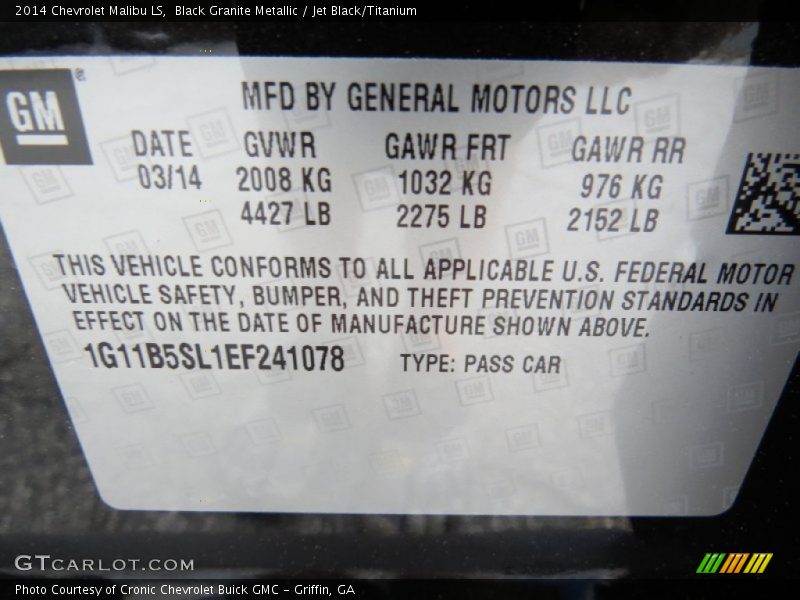 2014 Chevrolet Malibu LS, Black Granite Metallic / Jet Black/Titanium
GM®
MFD BY GENERAL MOTORS LLC
DATE GVWR GAWR FRT GAWR RR
03/14 2008 KG 1032 KG 976 KG
4427 LB 2275 LB 2152 LB
THIS VEHICLE CONFORMS TO ALL APPLICABLE U.S. FEDERAL MOTOR
VEHICLE SAFETY, BUMPER, AND THEFT PREVENTION STANDARDS IN
EFFECT ON THE DATE OF MANUFACTURE SHOWN ABOVE.
1G11B5SL1EF241078 TYPE: PASS CAR
GTCARLOT.COM
Photo Courtesy of Cronic Chevrolet Buick GMC – Griffin, GA